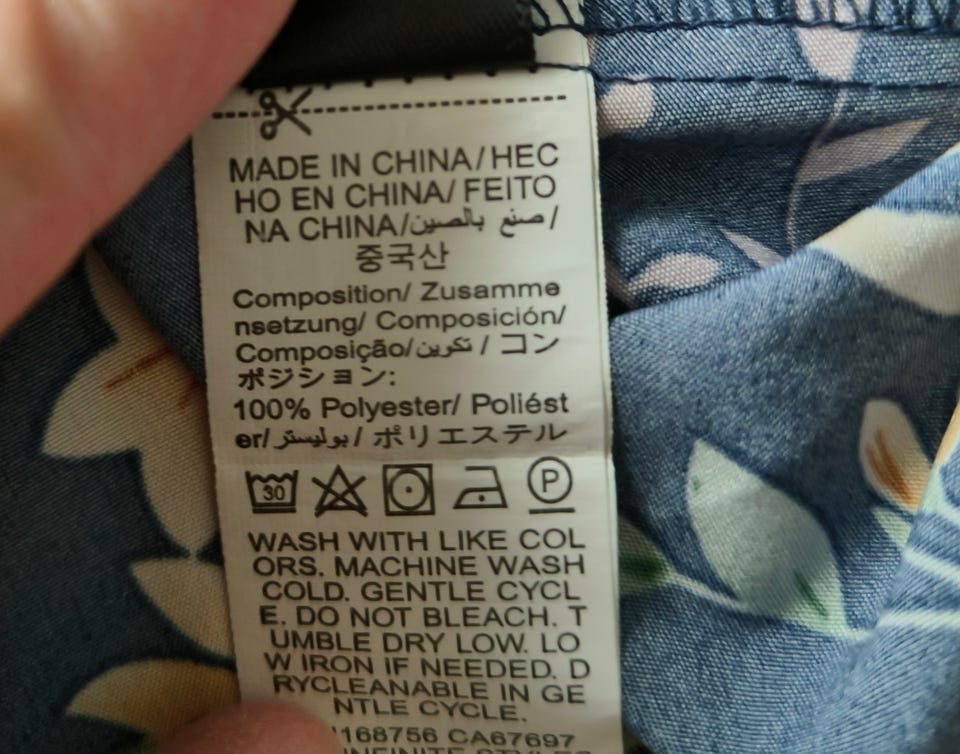 MADE IN CHINA/HEC
HO EN CHINA/ FEITO
NA CHINA/صنع بالصين/
중국산
Composition/ Zusamme
nsetzung/ Composición/
Composição/تكوين/ コン
ポジション:
100% Polyester/ Poliést
er/بوليستر/ ポリエステル
30 P
WASH WITH LIKE COL
ORS. MACHINE WASH
COLD. GENTLE CYCL
E. DO NOT BLEACH. T
UMBLE DRY LOW. LO
W IRON IF NEEDED. D
RYCLEANABLE IN GE
NTLE CYCLE.
168756 CA67697